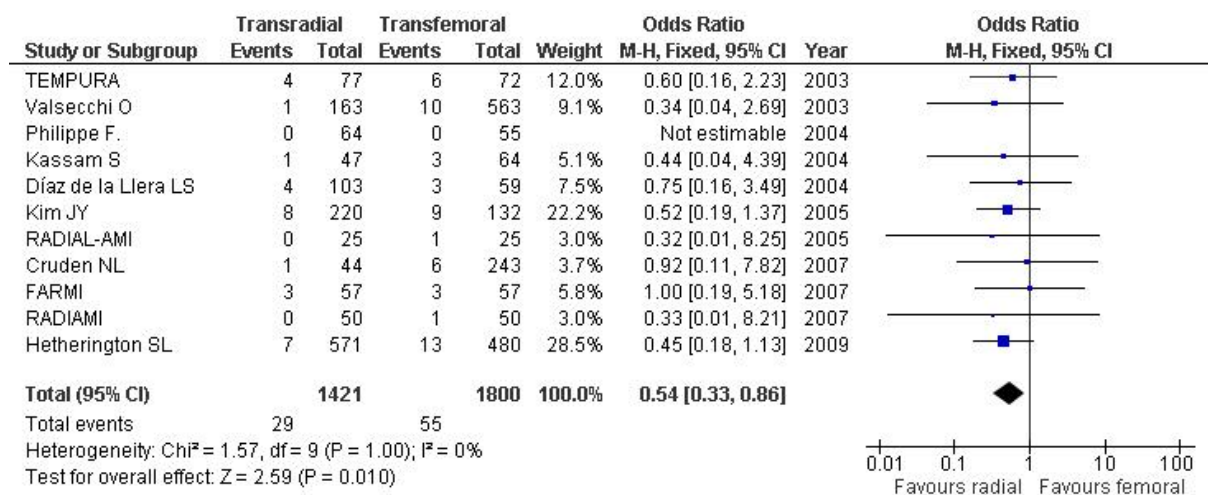 Transradial Transfemoral Odds Ratio Odds Ratio
Study or Subgroup Events Total Events Total Weight M-H, Fixed, 95% CI Year M-H, Fixed, 95% CI
TEMPURA 4 77 6 72 12.0% 0.60 [0.16, 2.23] 2003
Valsecchi O 1 163 10 563 9.1% 0.34 [0.04, 2.69] 2003
Philippe F. 0 64 0 55 Not estimable 2004
Kassam S 1 47 3 64 5.1% 0.44 [0.04, 4.39] 2004
Díaz de la Llera LS 4 103 3 59 7.5% 0.75 [0.16, 3.49] 2004
Kim JY 8 220 9 132 22.2% 0.52 [0.19, 1.37] 2005
RADIAL-AMI 0 25 1 25 3.0% 0.32 [0.01, 8.25] 2005
Cruden NL 1 44 6 243 3.7% 0.92 [0.11, 7.82] 2007
FARMI 3 57 3 57 5.8% 1.00 [0.19, 5.18] 2007
RADIAMI 0 50 1 50 3.0% 0.33 [0.01, 8.21] 2007
Hetherington SL 7 571 13 480 28.5% 0.45 [0.18, 1.13] 2009
Total (95% CI) 1421 1800 100.0% 0.54 [0.33, 0.86]
Total events 29 55
Heterogeneity: Chi² = 1.57, df = 9 (P = 1.00); I² = 0%
Test for overall effect: Z = 2.59 (P = 0.010)
0.01 0.1 1 10 100
Favours radial Favours femoral